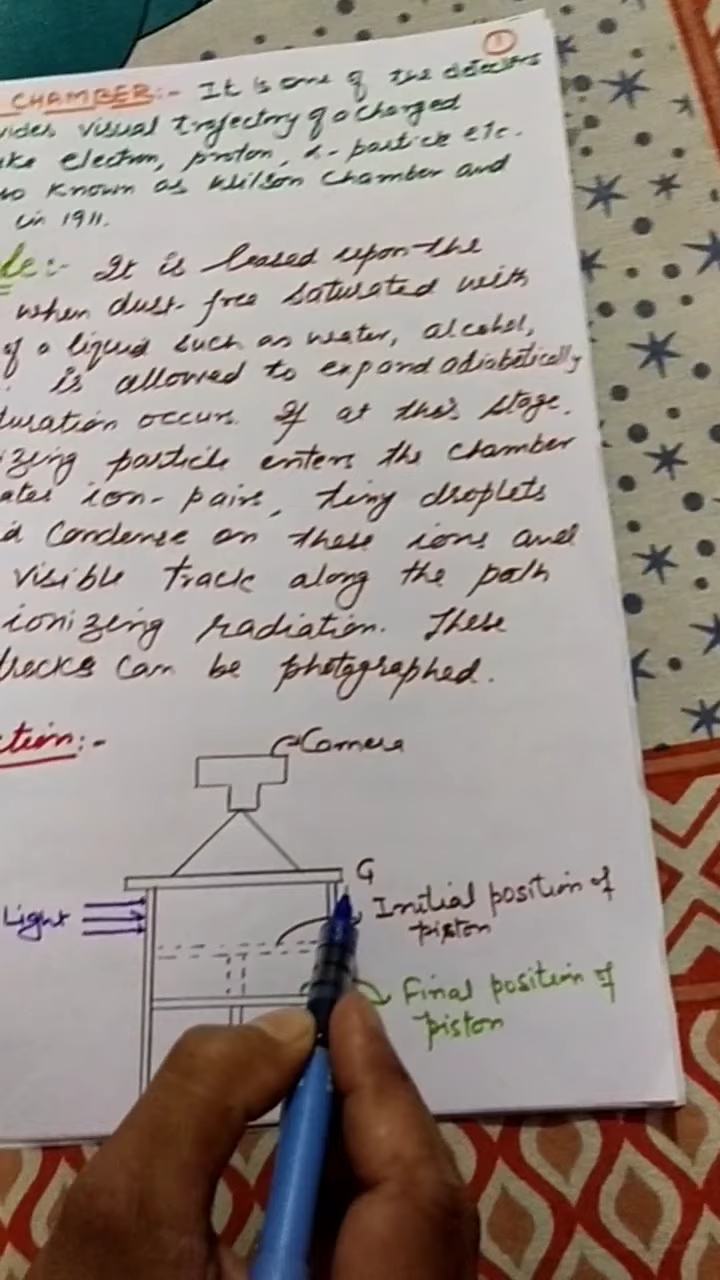 1
CHAMBER:- It is one of the detectors
vides visual trajectory of a charged
ike electron, proton, α-particle etc.
so known as Wilson Chamber and
in 1911.
le:- It is based upon the
when dust-free saturated with
of a liquid such as water, alcohol,
is allowed to expand adiabetically
uration occurs. If at this stage.
izing particle enters the chamber
ates ion-pairs, tiny droplets
d Condense on these ions and
visible track along the path
ionizing radiation. These
trecks can be photographed.
ction:-
Camera
G
Light
Initial position of
piston
Final position of
piston